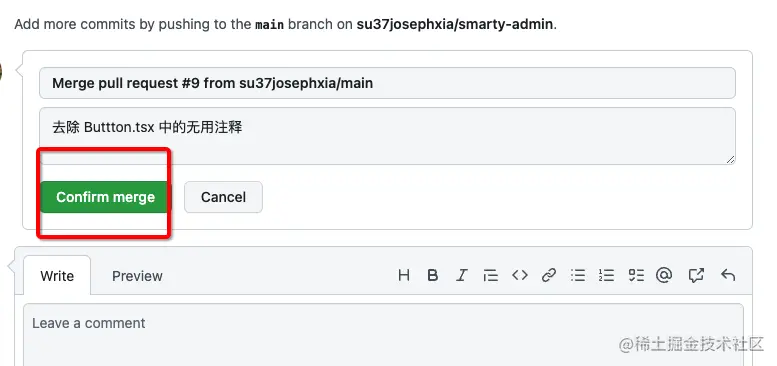 Add more commits by pushing to the main branch on su37josephxia/smarty-admin.
Merge pull request #9 from su37josephxia/main
去除 Buttton.tsx 中的无用注释
Confirm merge Cancel
Write Preview
Leave a comment
@稀土掘金技术社区